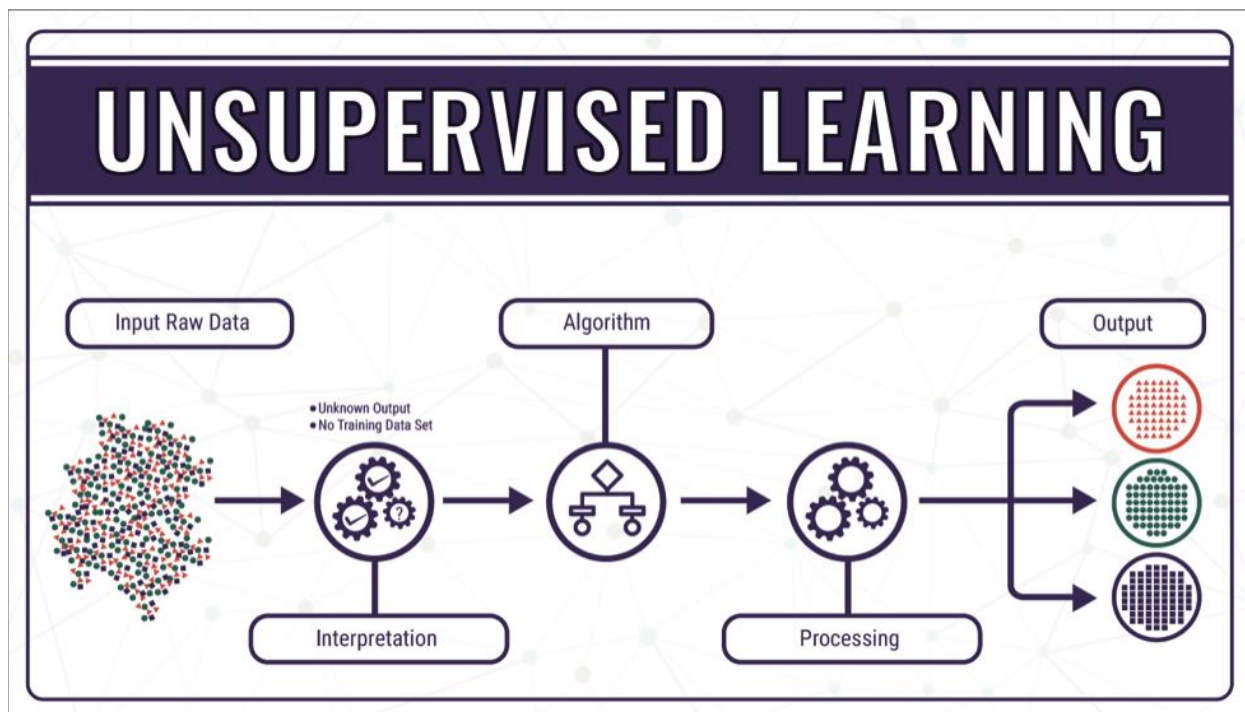 UNSUPERVISED LEARNING
Input Raw Data
Algorithm
Output
• Unknown Output
• No Training Data Set
?
Interpretation
Processing